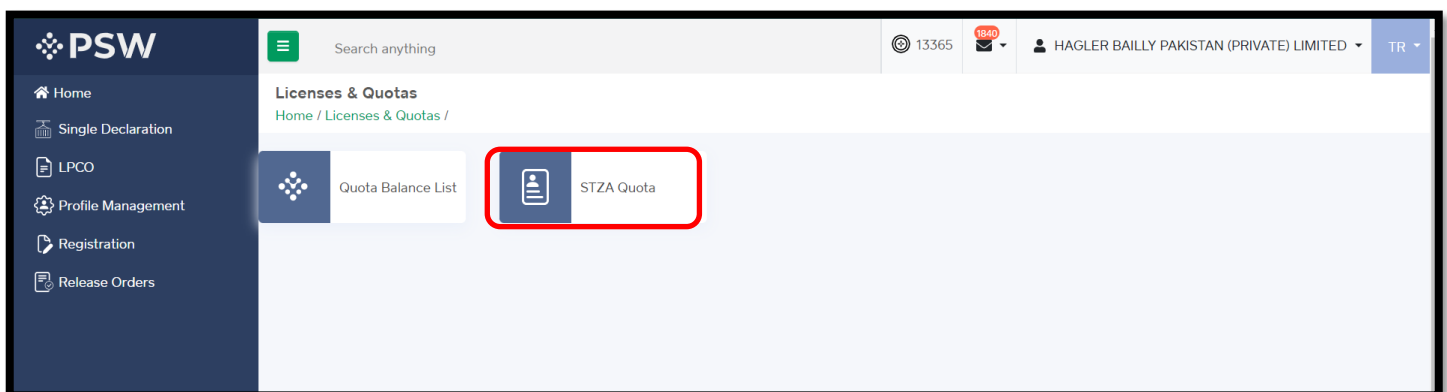 PSW
Search anything
13365
1840
HAGLER BAILLY PAKISTAN (PRIVATE) LIMITED
TR
Home
Single Declaration
LPCO
Profile Management
Registration
Release Orders
Licenses & Quotas
Home / Licenses & Quotas /
Quota Balance List
STZA Quota